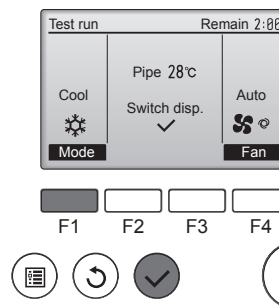 Test run Remain 2:00
Pipe 28℃
Cool Auto
Switch disp.
Mode Fan
F1 F2 F3 F4